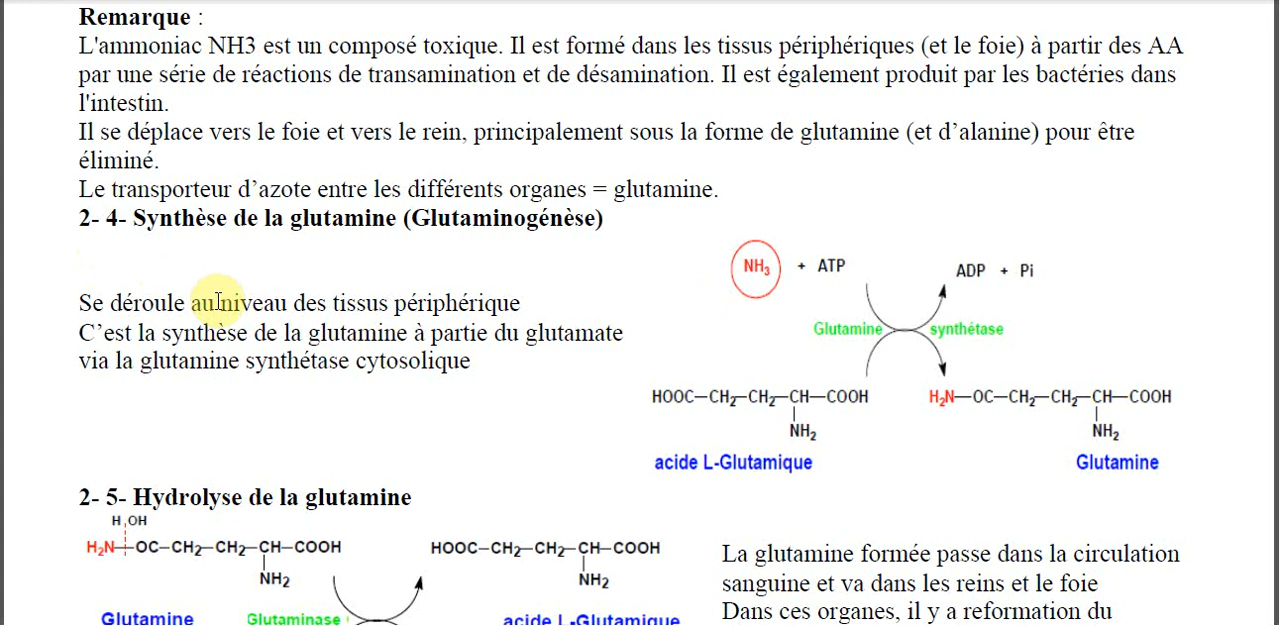 Remarque :
L'ammoniac NH3 est un composé toxique. Il est formé dans les tissus périphériques (et le foie) à partir des AA
par une série de réactions de transamination et de désamination. Il est également produit par les bactéries dans
l'intestin.
Il se déplace vers le foie et vers le rein, principalement sous la forme de glutamine (et d'alanine) pour être
éliminé.
Le transporteur d'azote entre les différents organes = glutamine.
2- 4- Synthèse de la glutamine (Glutaminogénèse)
NH3 + ATP
ADP + Pi
Se déroule au niveau des tissus périphérique
C'est la synthèse de la glutamine à partie du glutamate
via la glutamine synthétase cytosolique
Glutamine synthétase
HOOC–CH2–CH2–CH–COOH
NH2
acide L-Glutamique
H2N–OC–CH2–CH2–CH–COOH
NH2
Glutamine
2- 5- Hydrolyse de la glutamine
H OH
H2N–OC–CH2–CH2–CH–COOH
NH2
Glutamine
Glutaminase
HOOC–CH2–CH2–CH–COOH
NH2
acide L-Glutamique
La glutamine formée passe dans la circulation
sanguine et va dans les reins et le foie
Dans ces organes, il y a reformation du